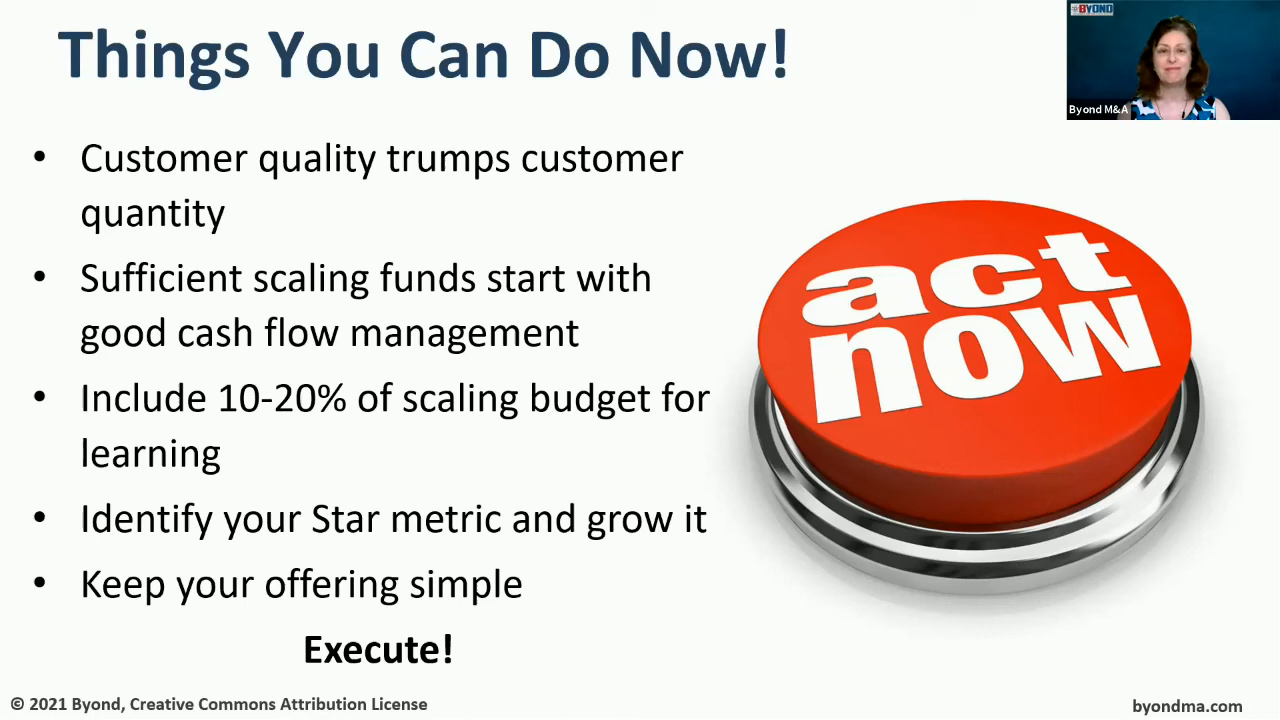 Things You Can Do Now!
BYOND
Byond M&A
• Customer quality trumps customer
quantity
• Sufficient scaling funds start with
good cash flow management
• Include 10-20% of scaling budget for
learning
• Identify your Star metric and grow it
• Keep your offering simple
Execute!
act
now
© 2021 Byond, Creative Commons Attribution License
byondma.com